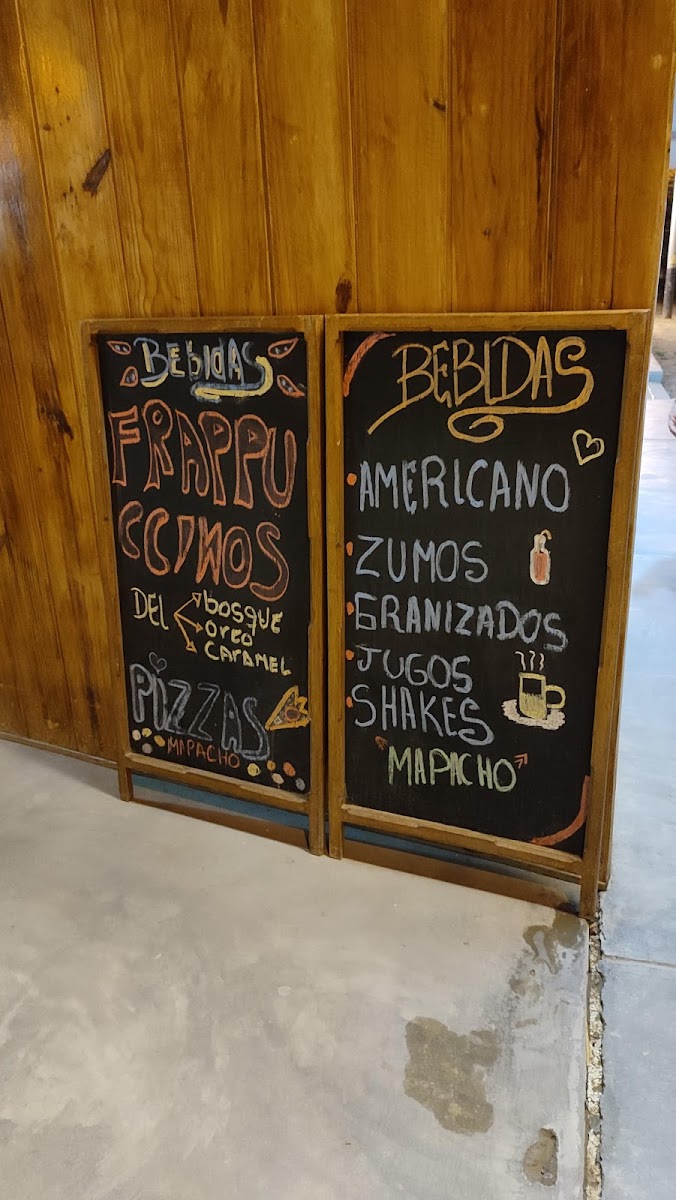 BEbIDAS
FRAPPU
CCINOS
DEL
bosque
oreo
CARAMEL
PIZZAS
MAPACHO
BEBIDAS
AMERICANO
ZUMOS
GRANIZADOS
JUGOS
SHAKES
MAPACHO